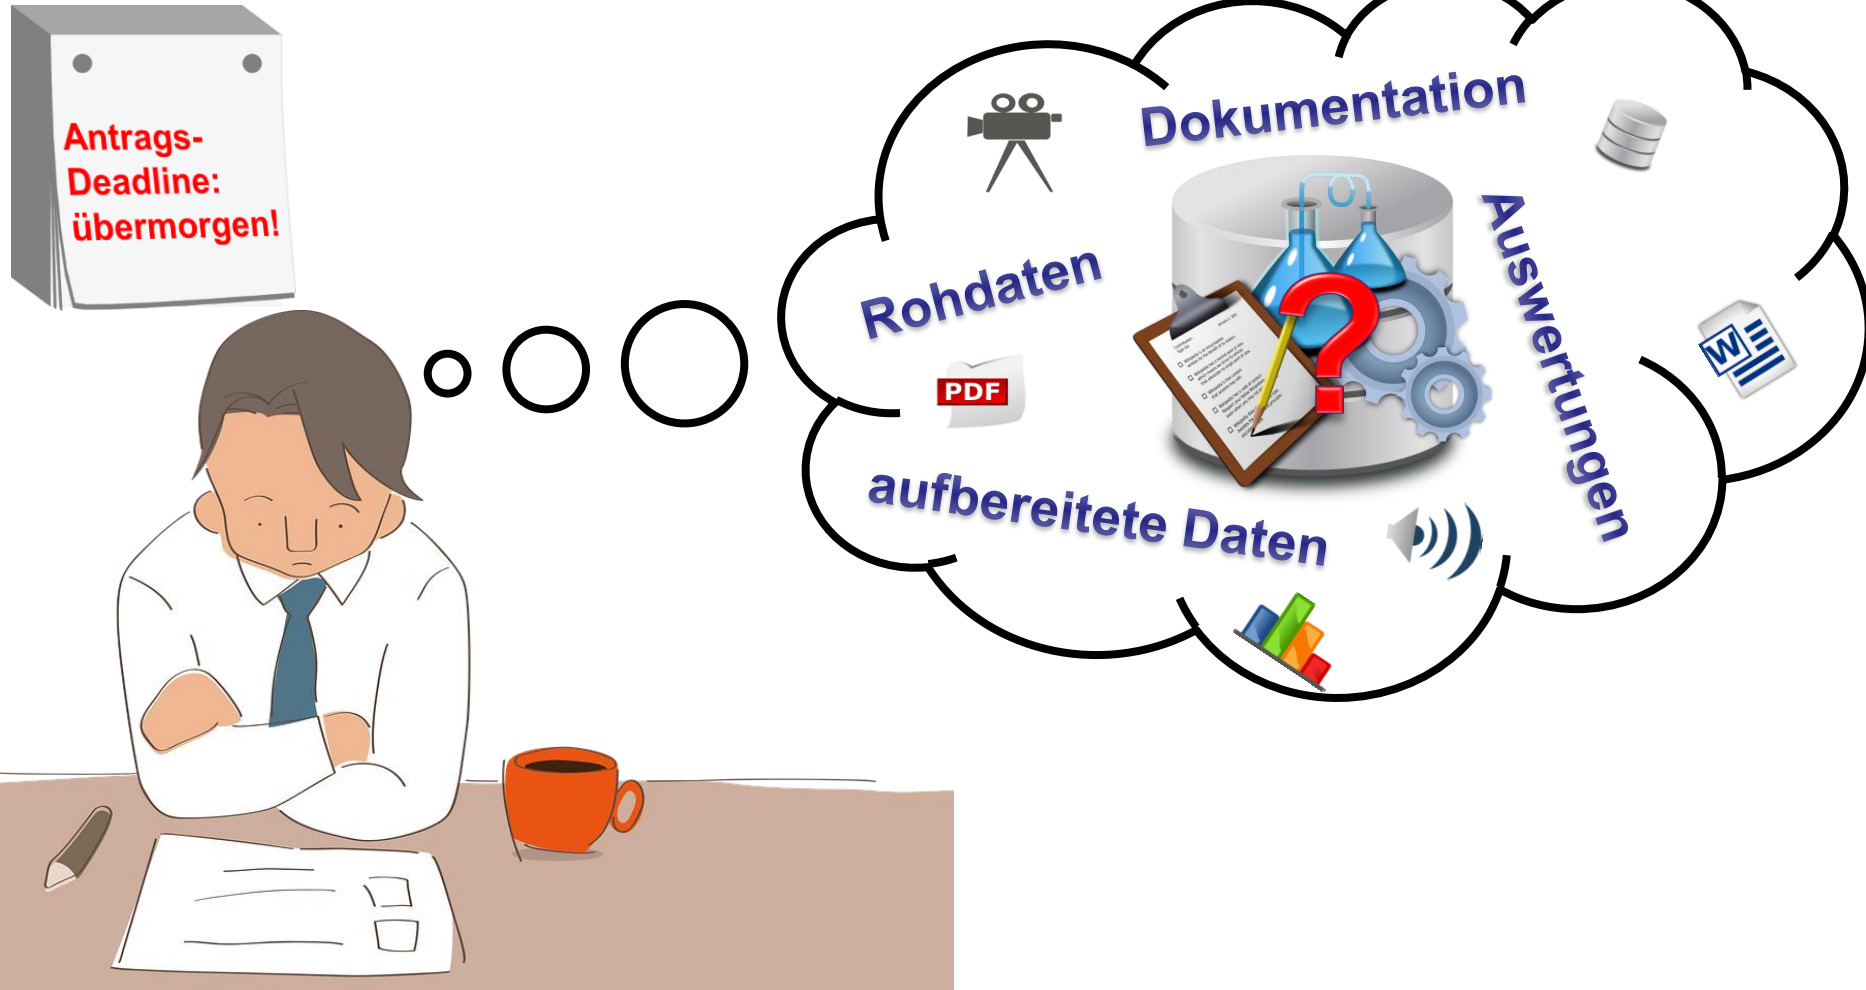 Antrags-
Deadline:
übermorgen!
Dokumentation
Rohdaten
Auswertungen
PDF
W
aufbereitete Daten